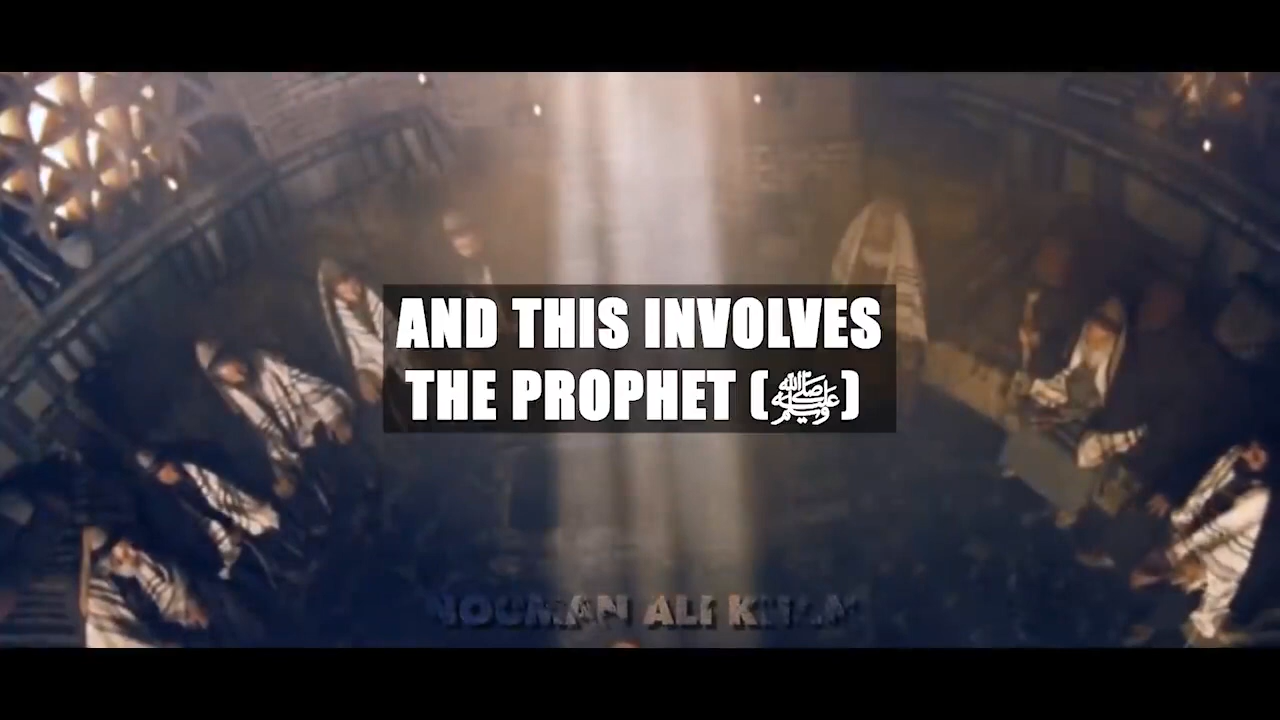 AND THIS INVOLVES
THE PROPHET (ﷺ)
NOUMAN ALI KHAN